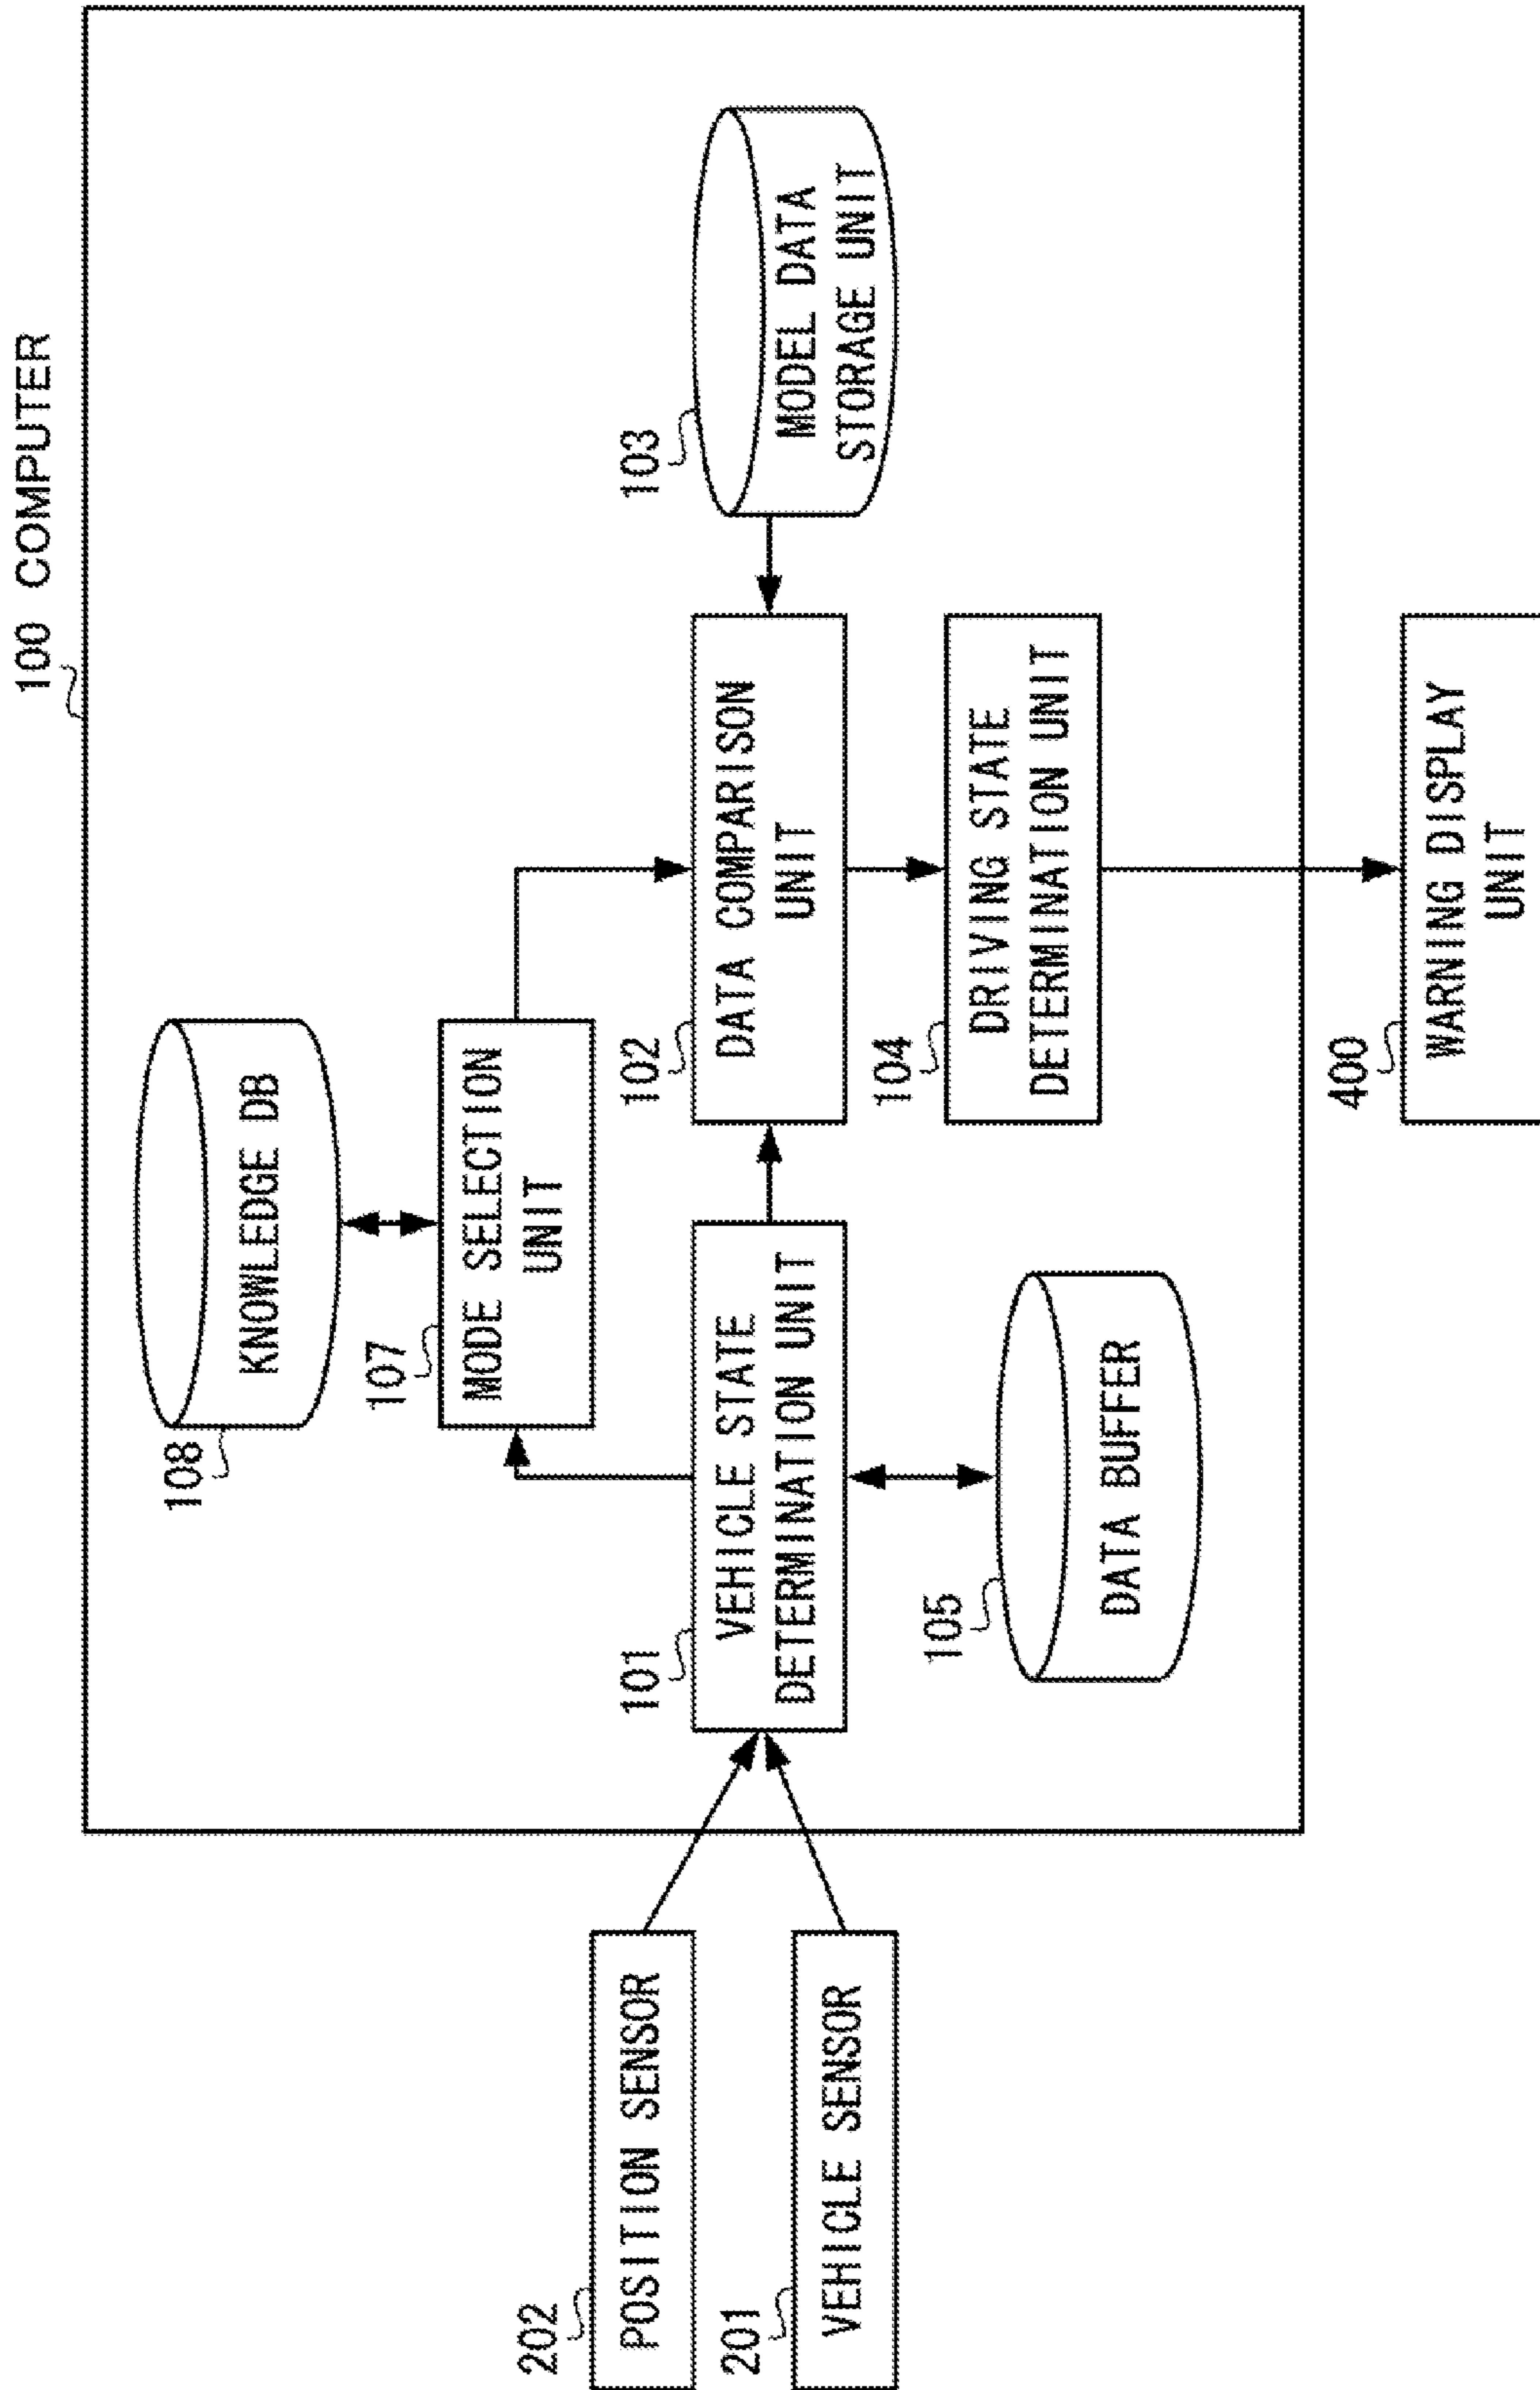 100 COMPUTER
108
KNOWLEDGE DB
107
MODE SELECTION
UNIT
202
POSITION SENSOR
201
VEHICLE SENSOR
101
VEHICLE STATE
DETERMINATION UNIT
102
DATA COMPARISON
UNIT
103
MODEL DATA
STORAGE UNIT
105
DATA BUFFER
104
DRIVING STATE
DETERMINATION UNIT
400
WARNING DISPLAY
UNIT